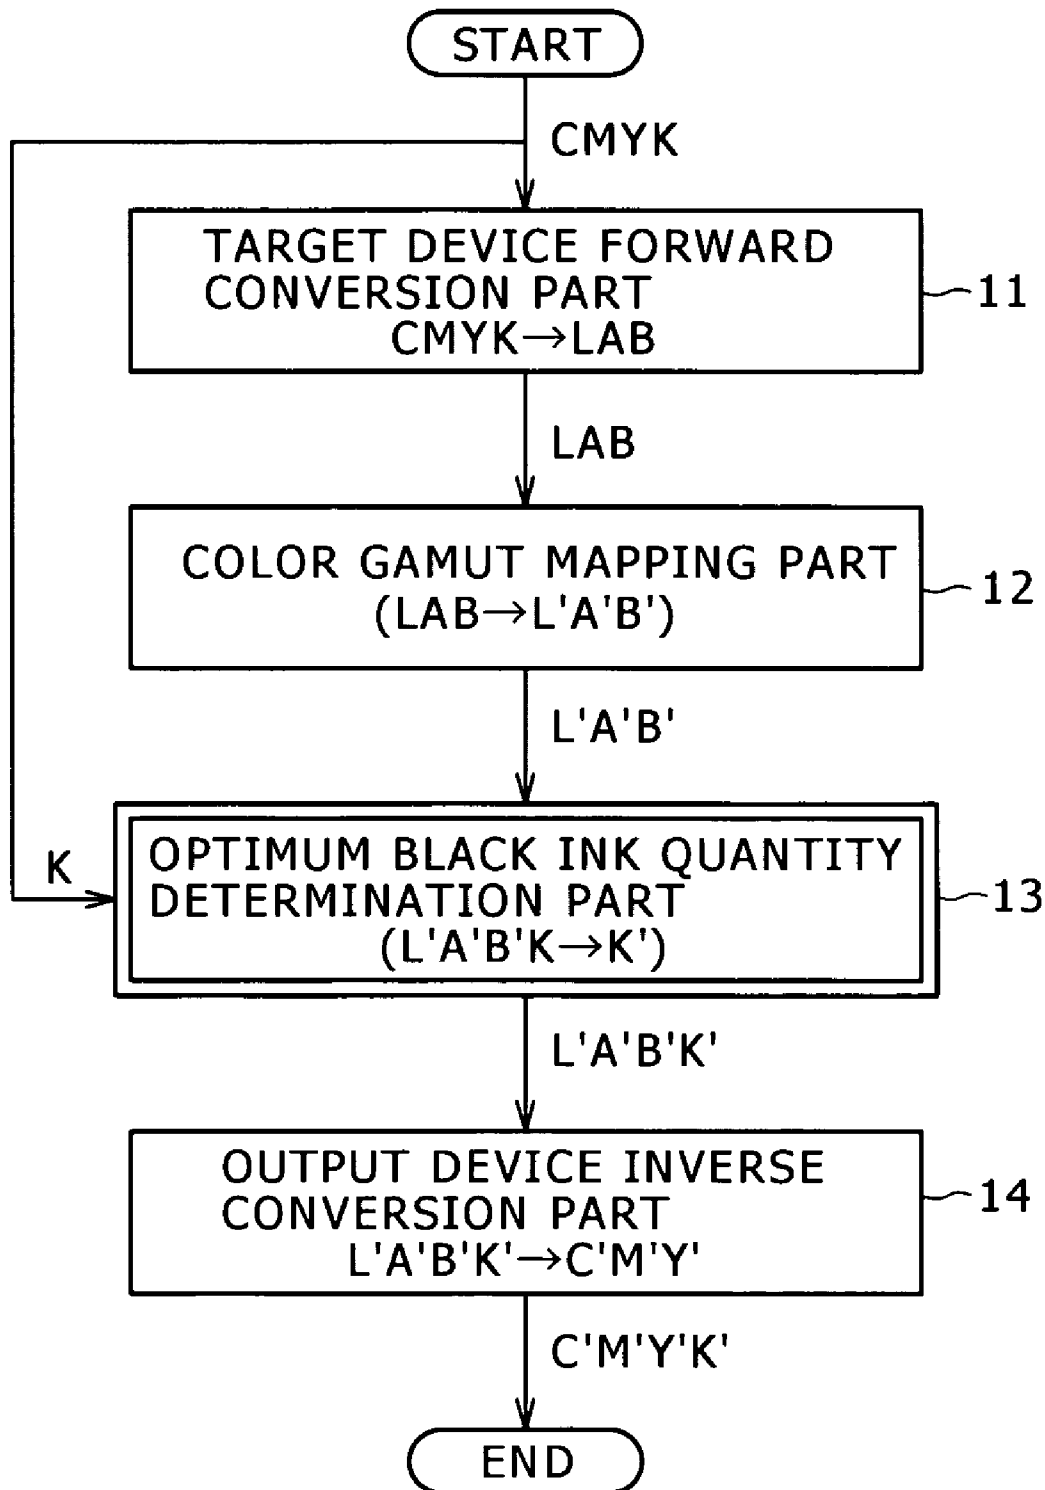 START
CMYK
TARGET DEVICE FORWARD
CONVERSION PART
CMYK→LAB
11
LAB
COLOR GAMUT MAPPING PART
(LAB→L'A'B')
12
L'A'B'
K
OPTIMUM BLACK INK QUANTITY
DETERMINATION PART
(L'A'B'K→K')
13
L'A'B'K'
OUTPUT DEVICE INVERSE
CONVERSION PART
L'A'B'K'→C'M'Y'
14
C'M'Y'K'
END